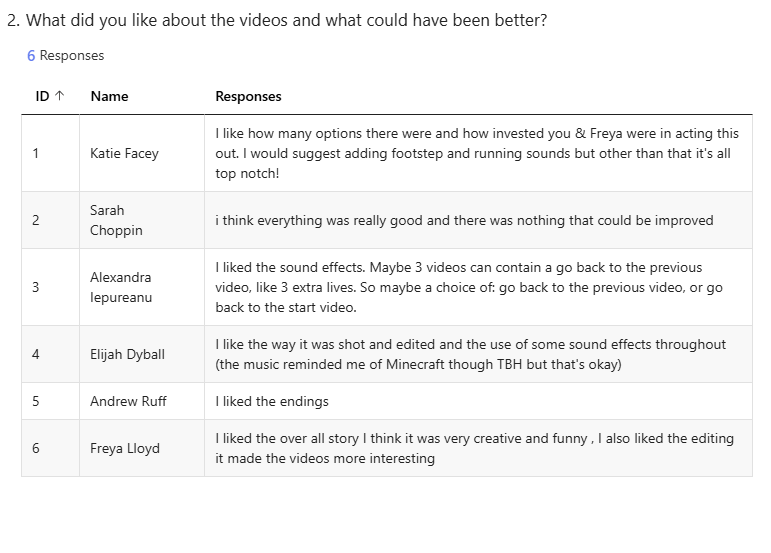 2. What did you like about the videos and what could have been better?
6 Responses
ID ↑ Name Responses
1 Katie Facey I like how many options there were and how invested you & Freya were in acting this
out. I would suggest adding footstep and running sounds but other than that it's all
top notch!
2 Sarah
Choppin i think everything was really good and there was nothing that could be improved
3 Alexandra
Iepureanu I liked the sound effects. Maybe 3 videos can contain a go back to the previous
video, like 3 extra lives. So maybe a choice of: go back to the previous video, or go
back to the start video.
4 Elijah Dyball I like the way it was shot and edited and the use of some sound effects throughout
(the music reminded me of Minecraft though TBH but that's okay)
5 Andrew Ruff I liked the endings
6 Freya Lloyd I liked the over all story I think it was very creative and funny , I also liked the editing
it made the videos more interesting